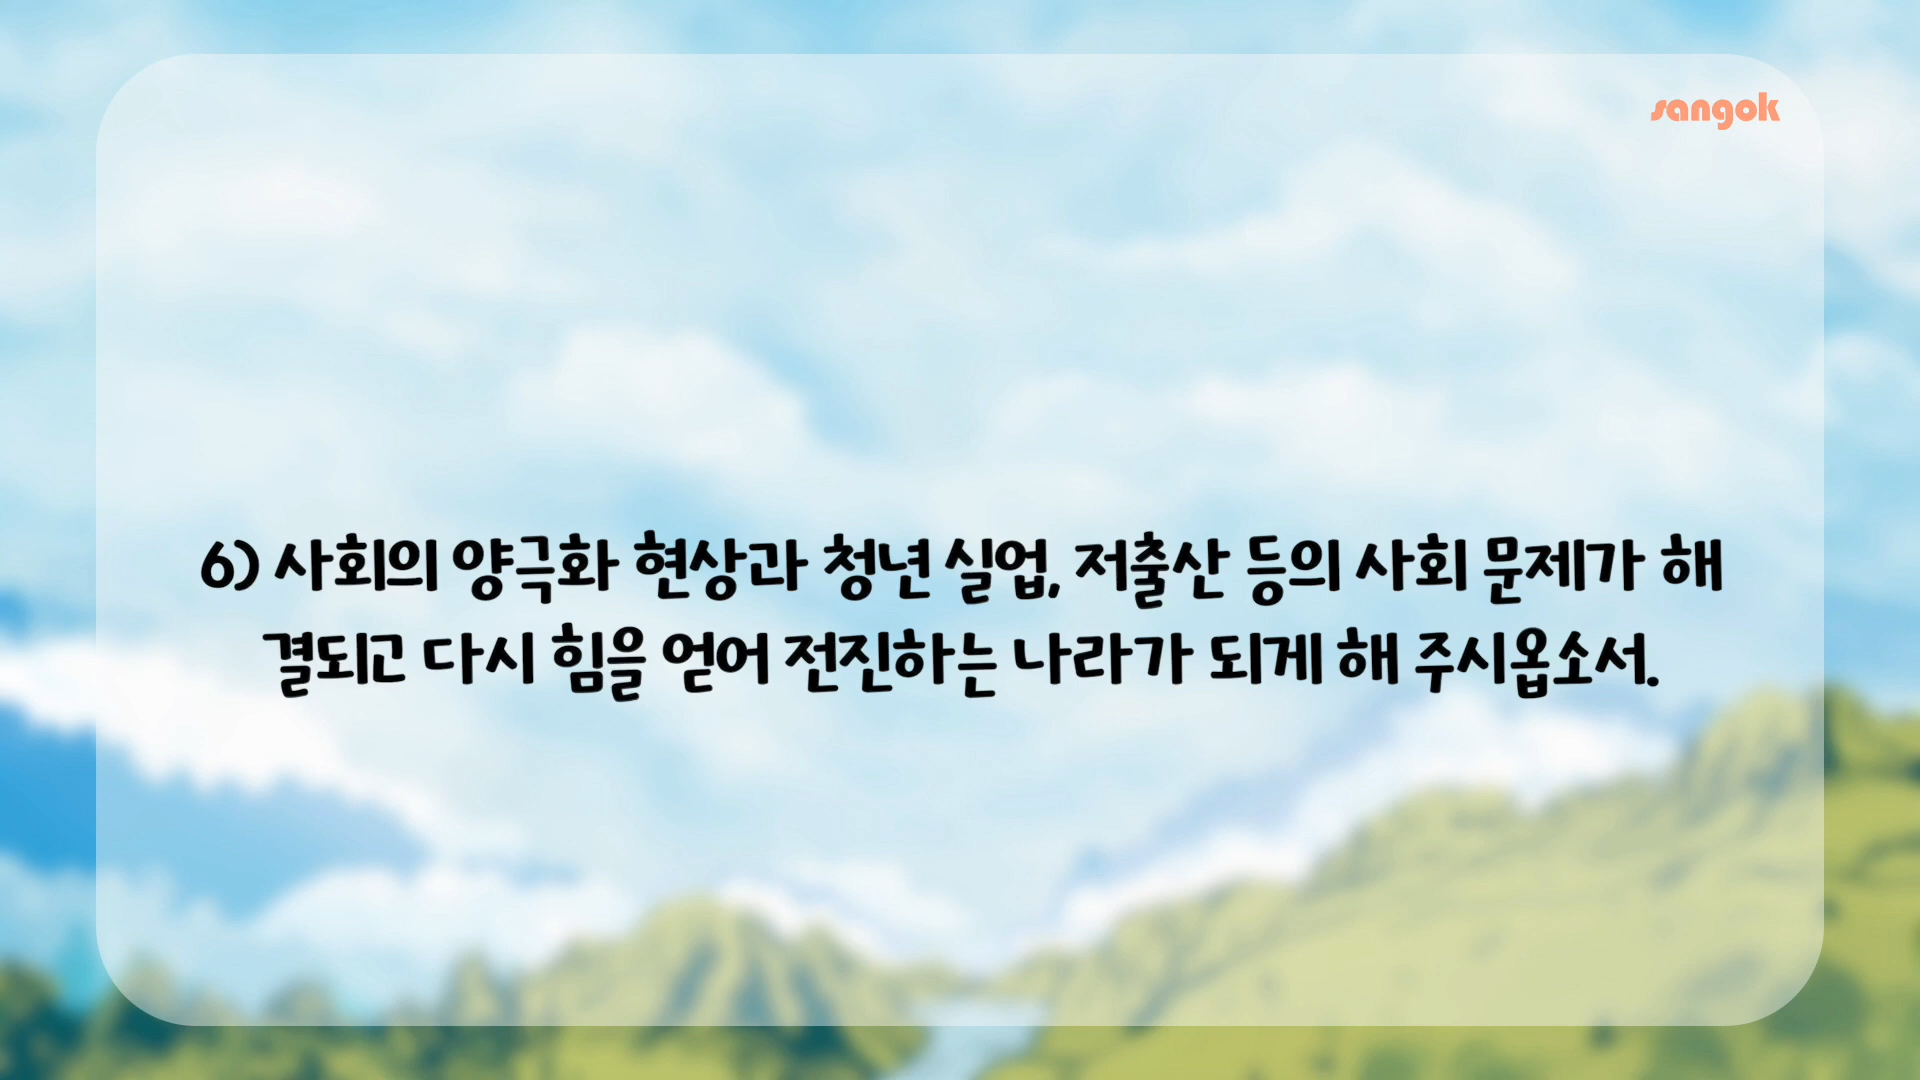 sangok
6) 사회의 양극화 현상과 청년 실업, 저출산 등의 사회 문제가 해
결되고 다시 힘을 얻어 전진하는 나라가 되게 해 주시옵소서.